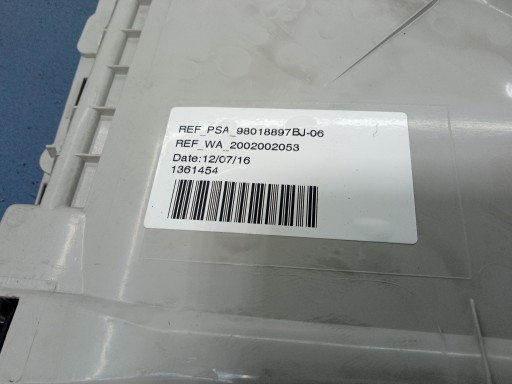 REF_PSA_98018897BJ-06
REF_WA_2002002053
Date:12/07/16
1361454